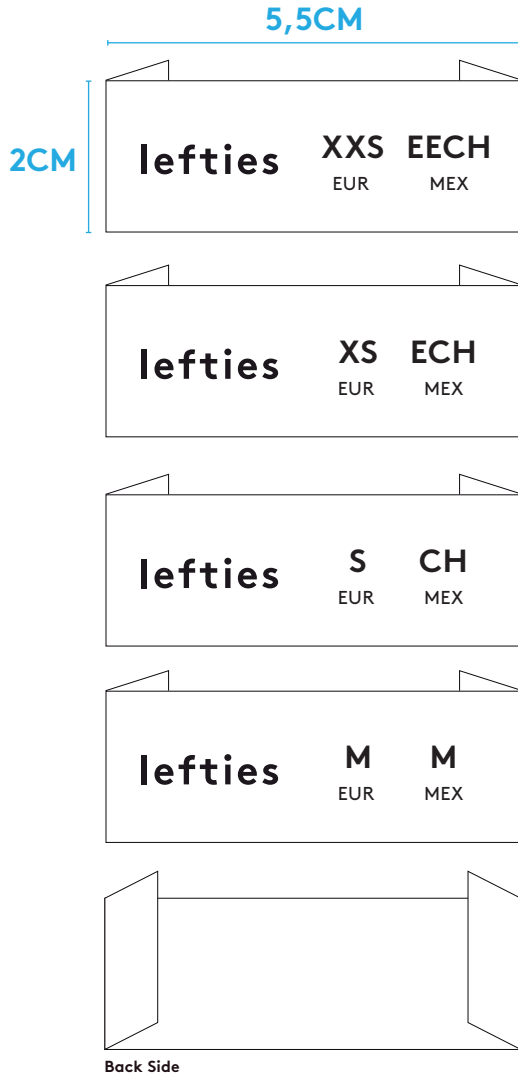 5,5CM
2CM
lefties XXS EECH
EUR MEX
lefties XS ECH
EUR MEX
lefties S CH
EUR MEX
lefties M M
EUR MEX
Back Side